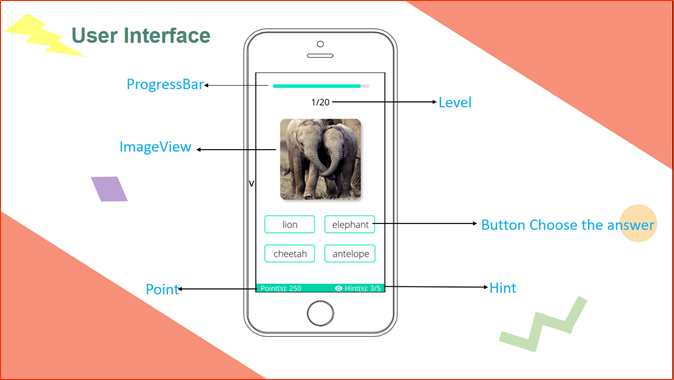 User Interface
ProgressBar
1/20
Level
ImageView
v
lion
elephant
Button Choose the answer
cheetah
antelope
Point
Point(s): 250
Hint(s): 3/5
Hint